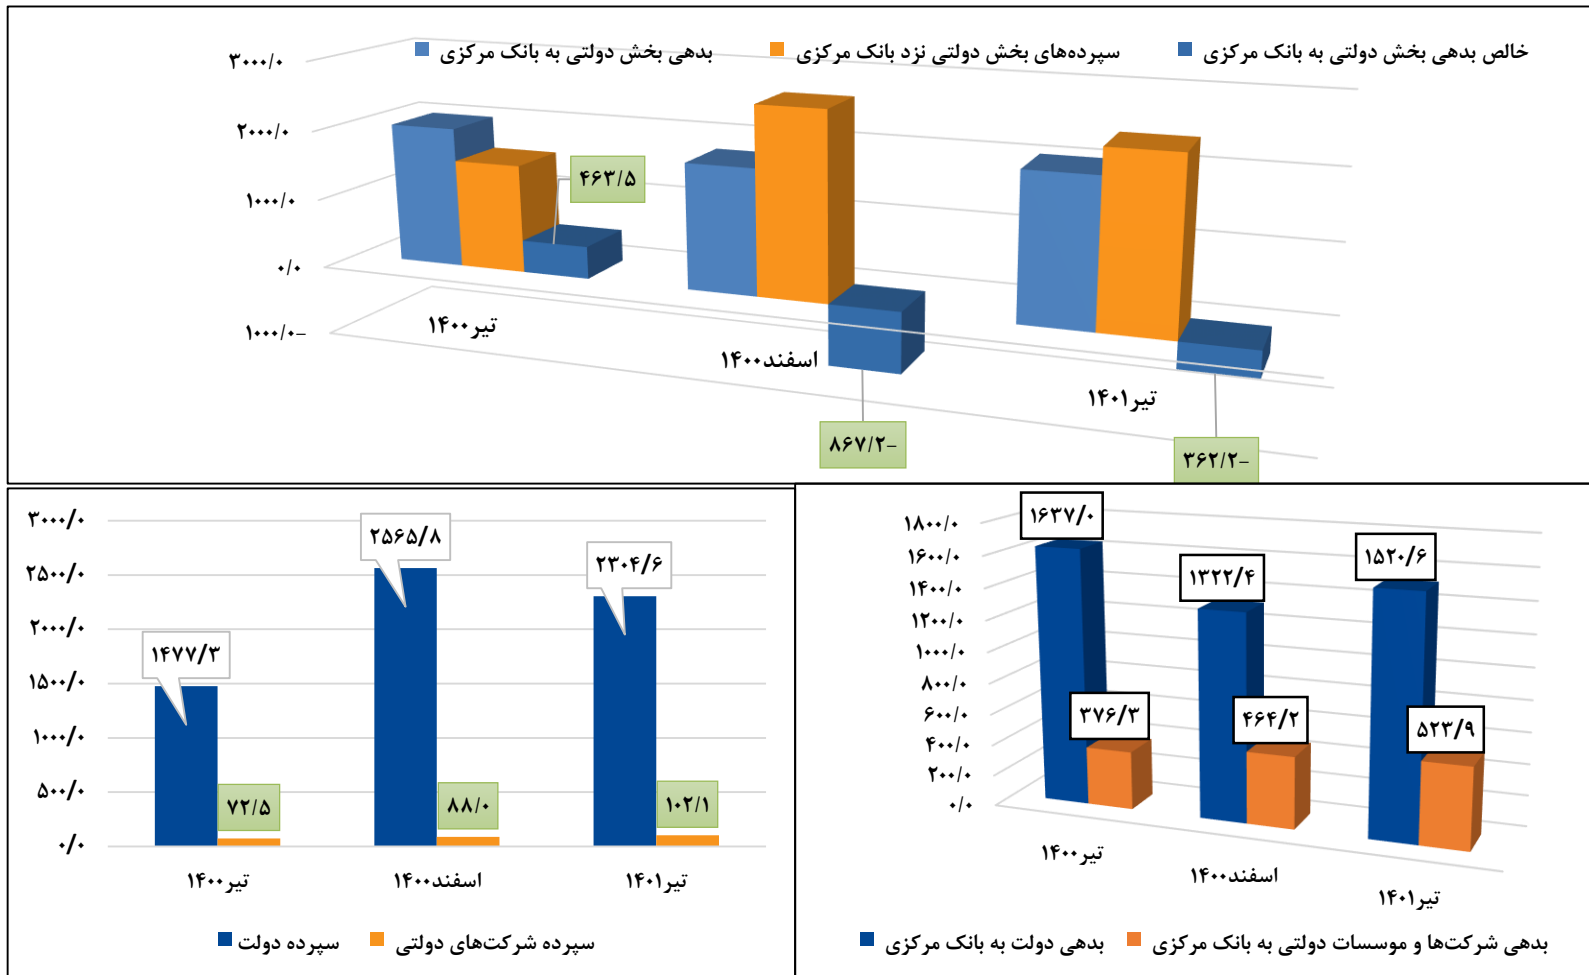 خالص بدهی بخش دولتی به بانک مرکزی
سپرده‌های بخش دولتی نزد بانک مرکزی
بدهی بخش دولتی به بانک مرکزی
۳۰۰۰/۰
۲۰۰۰/۰
۱۰۰۰/۰
۰/۰
۱۰۰۰/۰-
۴۶۳/۵
۸۶۷/۲-
۳۶۲/۲-
تیر۱۴۰۰
اسفند۱۴۰۰
تیر۱۴۰۱
۱۸۰۰/۰
۱۶۰۰/۰
۱۴۰۰/۰
۱۲۰۰/۰
۱۰۰۰/۰
۸۰۰/۰
۶۰۰/۰
۴۰۰/۰
۲۰۰/۰
۰/۰
۱۶۳۷/۰
۱۳۲۲/۴
۱۵۲۰/۶
۳۷۶/۳
۴۶۴/۲
۵۲۳/۹
تیر۱۴۰۰
اسفند۱۴۰۰
تیر۱۴۰۱
بدهی شرکت‌ها و موسسات دولتی به بانک مرکزی
بدهی دولت به بانک مرکزی
۳۰۰۰/۰
۲۵۰۰/۰
۲۰۰۰/۰
۱۵۰۰/۰
۱۰۰۰/۰
۵۰۰/۰
۰/۰
۱۴۷۷/۳
۲۵۶۵/۸
۲۳۰۴/۶
۷۲/۵
۸۸/۰
۱۰۲/۱
تیر۱۴۰۰
اسفند۱۴۰۰
تیر۱۴۰۱
سپرده شرکت‌های دولتی
سپرده دولت